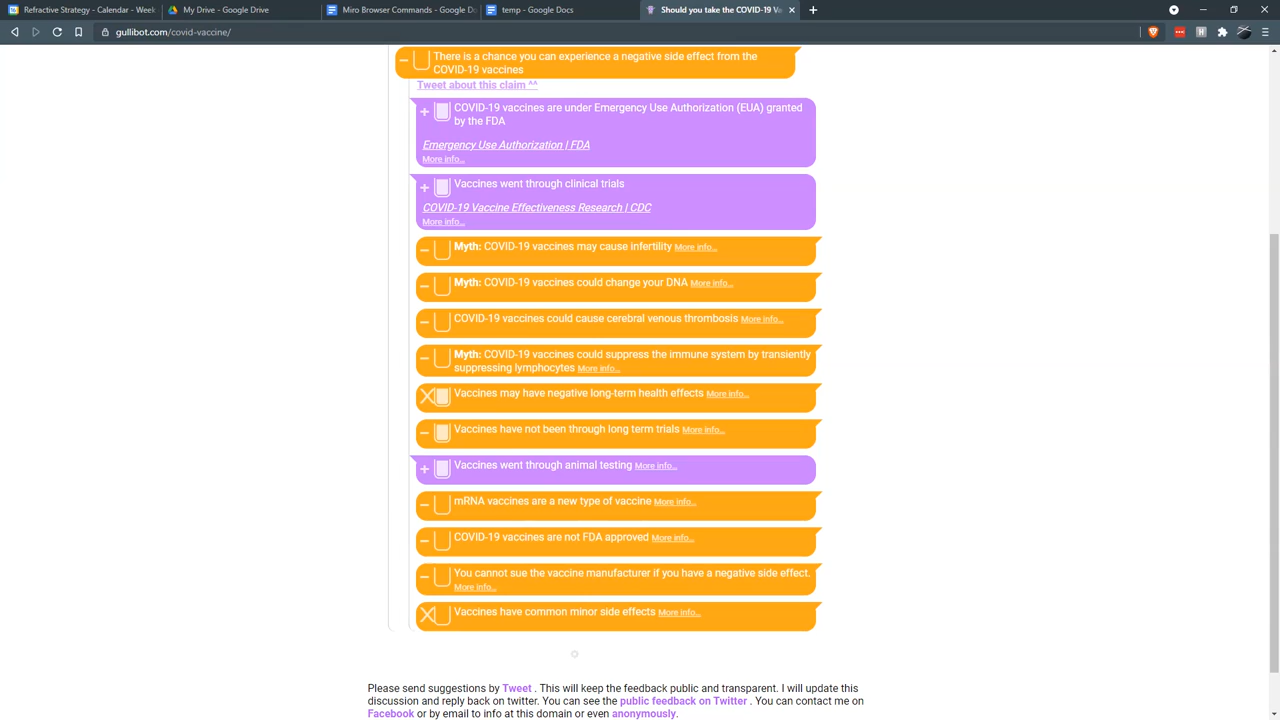 Refractive Strategy - Calendar - Wed
My Drive - Google Drive
Miro Browser Commands - Google Do
temp - Google Docs
Should you take the COVID-19 Va
gullibot.com/covid-vaccine/
There is a chance you can experience a negative side effect from the
COVID-19 vaccines
Tweet about this claim ^^
COVID-19 vaccines are under Emergency Use Authorization (EUA) granted
by the FDA
Emergency Use Authorization | FDA
More info...
Vaccines went through clinical trials
COVID-19 Vaccine Effectiveness Research | CDC
More info...
Myth: COVID-19 vaccines may cause infertility More info...
Myth: COVID-19 vaccines could change your DNA More info...
COVID-19 vaccines could cause cerebral venous thrombosis More info...
Myth: COVID-19 vaccines could suppress the immune system by transiently
suppressing lymphocytes More info...
Vaccines may have negative long-term health effects More info...
Vaccines have not been through long term trials More info...
Vaccines went through animal testing More info...
mRNA vaccines are a new type of vaccine More info...
COVID-19 vaccines are not FDA approved More info...
You cannot sue the vaccine manufacturer if you have a negative side effect.
More info...
Vaccines have common minor side effects More info...
Please send suggestions by Tweet . This will keep the feedback public and transparent. I will update this
discussion and reply back on twitter. You can see the public feedback on Twitter . You can contact me on
Facebook or by email to info at this domain or even anonymously.